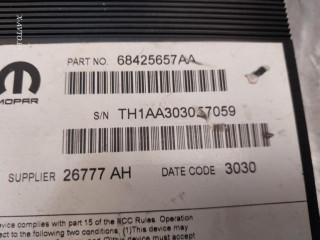 PART NO. 68425657AA
MOPAR
S/N TH1AA303057059
SUPPLIER 26777 AH DATE CODE 3030
device complies with part 15 of the FCC Rules. Operation
ect to the following two conditions, (1)This device may